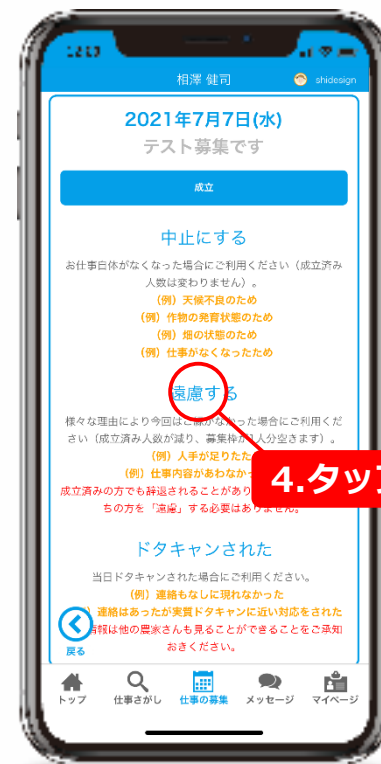 相澤 健司
shidesign
2021年7月7日(水)
テスト募集です
成立
中止にする
お仕事自体がなくなった場合にご利用ください（成立済み
人数は変わりません）。
（例）天候不良のため
（例）作物の発育状態のため
（例）畑の状態のため
（例）仕事がなくなったため
遠慮する
様々な理由により今回はご縁がなかった場合にご利用くだ
さい（成立済み人数が減り、募集枠が1人分空きます）。
（例）人手が足りたた
（例）仕事内容があわなか
4.タップ
成立済みの方でも辞退されることがあり
ちの方を「遠慮」する必要はありません。
ドタキャンされた
当日ドタキャンされた場合にご利用ください。
（例）連絡もなしに現れなかった
連絡はあったが実質ドタキャンに近い対応をされた
情報は他の農家さんも見ることができることをご承知
おきください。
戻る
トップ 仕事さがし 仕事の募集 メッセージ マイページ